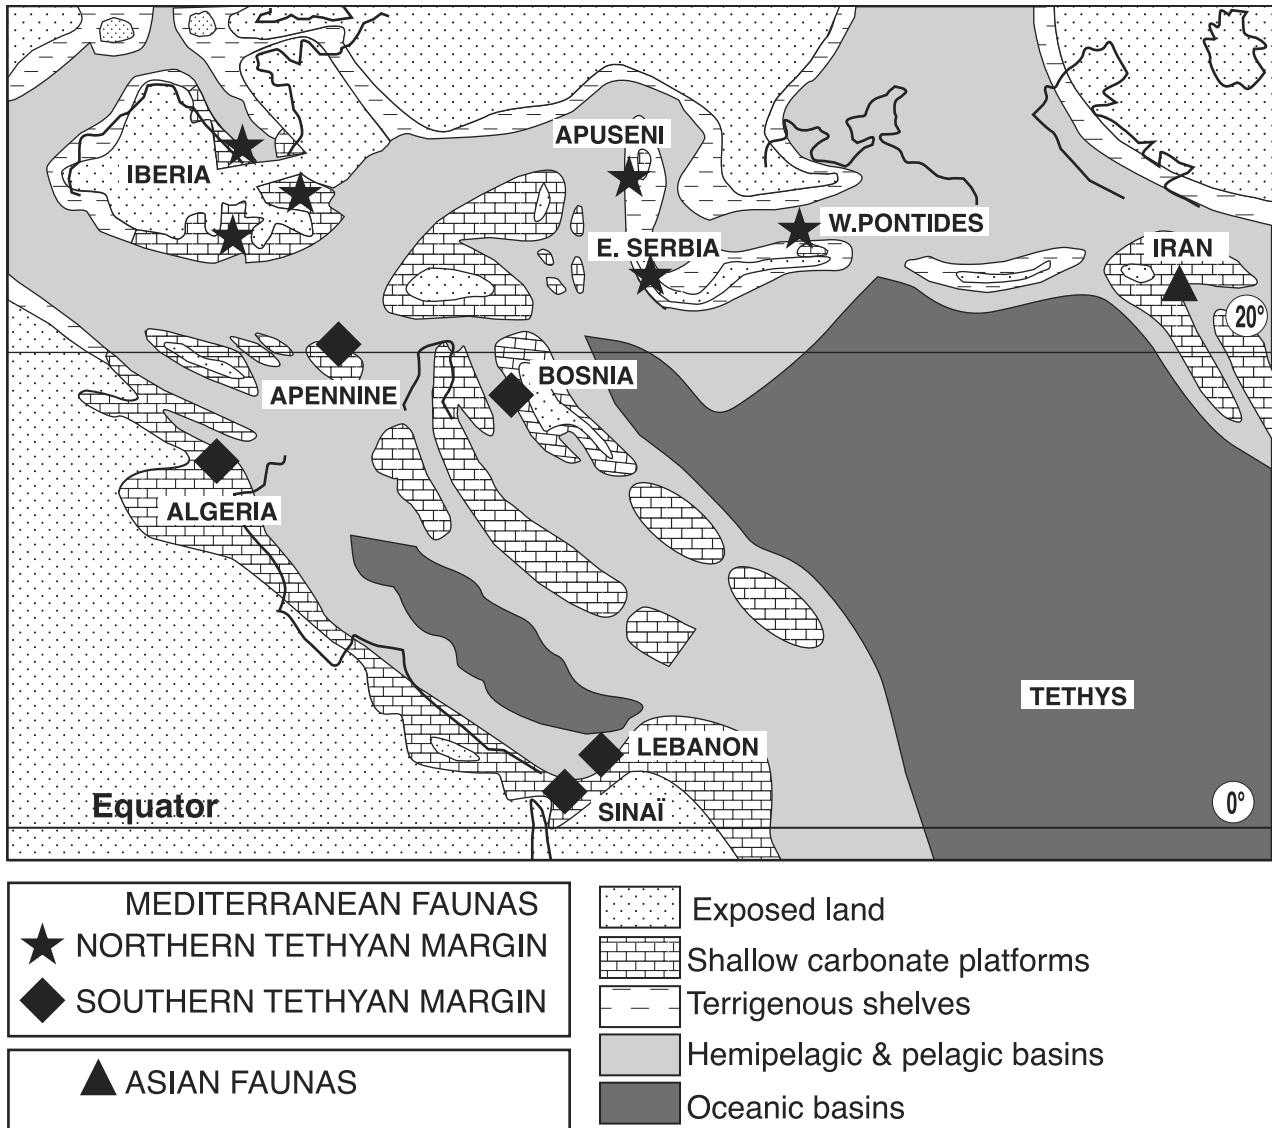 APUSENI
IBERIA
W.PONTIDES
E. SERBIA
IRAN
20°
BOSNIA
APENNINE
ALGERIA
TETHYS
LEBANON
Equator
SINAÏ
0°
MEDITERRANEAN FAUNAS
NORTHERN TETHYAN MARGIN
SOUTHERN TETHYAN MARGIN
ASIAN FAUNAS
Exposed land
Shallow carbonate platforms
Terrigenous shelves
Hemipelagic & pelagic basins
Oceanic basins